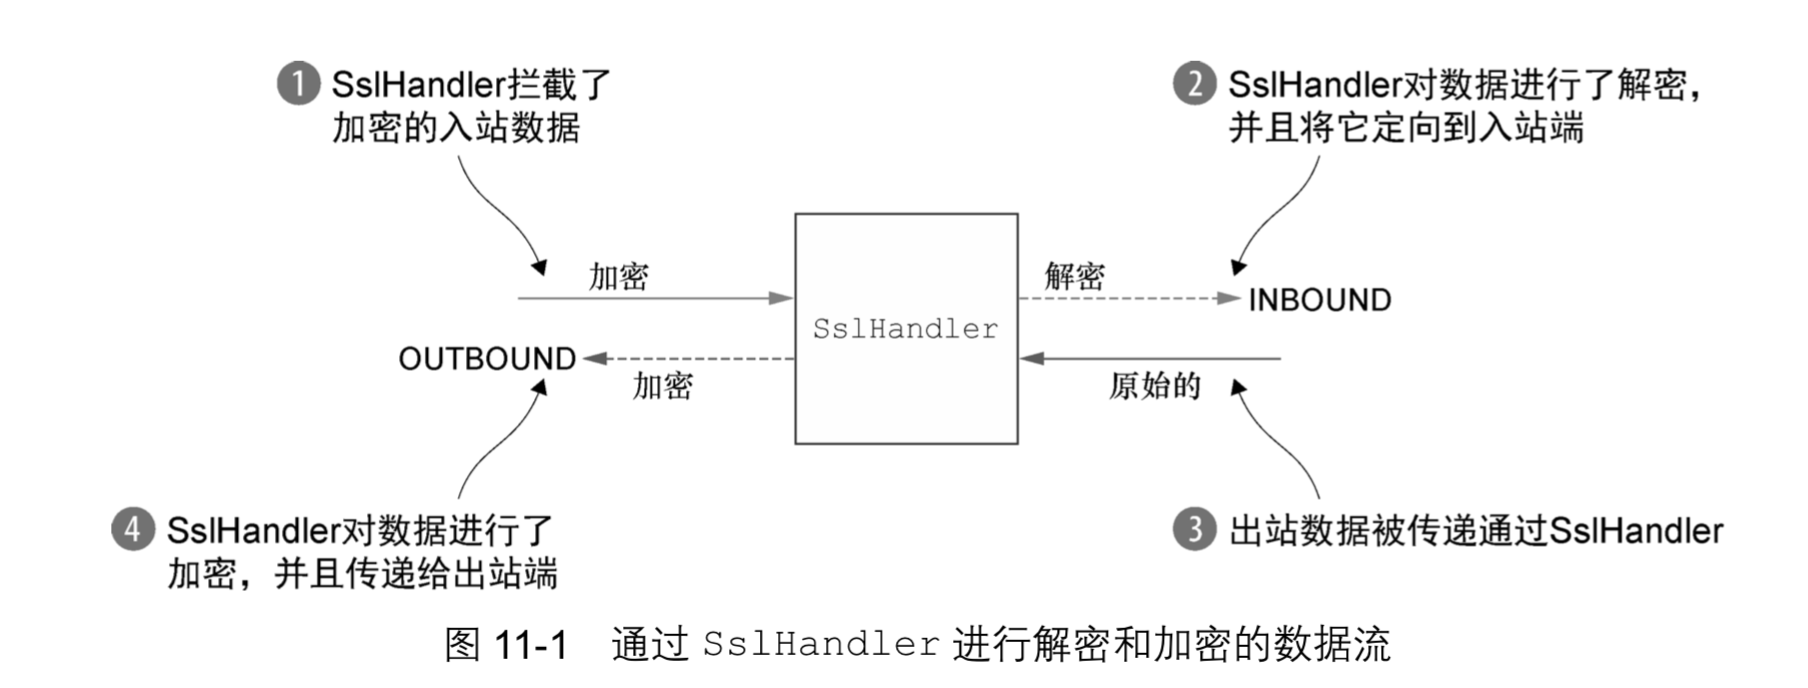 1 SslHandler拦截了
加密的入站数据
2 SslHandler对数据进行了解密，
并且将它定向到入站端
加密
解密
INBOUND
SslHandler
OUTBOUND
加密
原始的
4 SslHandler对数据进行了
加密，并且传递给出站端
3 出站数据被传递通过SslHandler
图 11-1 通过 SslHandler 进行解密和加密的数据流